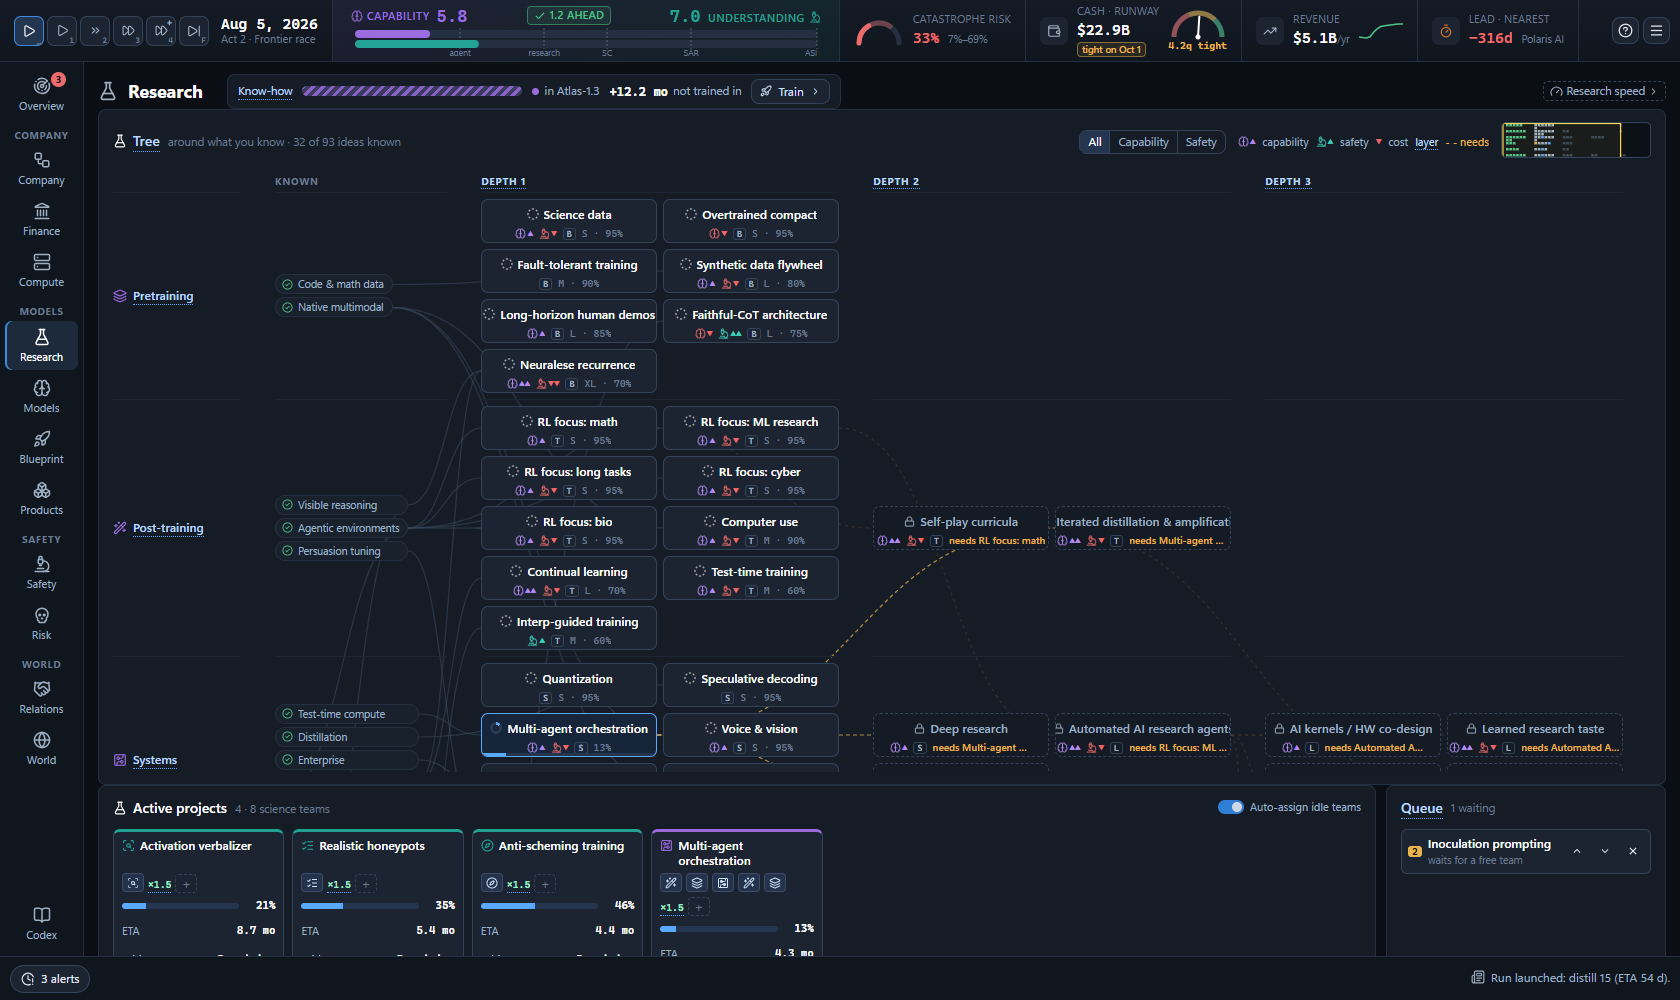 Aug 5, 2026
Act 2 · Frontier race
1
2
3
4
F
CAPABILITY 5.8
1.2 AHEAD
7.0 UNDERSTANDING
agent
research
SC
SAR
ASI
CATASTROPHE RISK
33% 7%–69%
CASH · RUNWAY
$22.9B
tight on Oct 1
4.2q tight
REVENUE
$5.1B/yr
LEAD · NEAREST
−316d Polaris AI
3
Overview
COMPANY
Company
Finance
Compute
MODELS
Research
Models
Blueprint
Products
SAFETY
Safety
Risk
WORLD
Relations
World
Codex
Research
Know-how
in Atlas-1.3 +12.2 mo not trained in
Train
Research speed
Tree around what you know · 32 of 93 ideas known
All
Capability
Safety
capability
safety
cost
layer
- - needs
KNOWN
DEPTH 1
DEPTH 2
DEPTH 3
Pretraining
Code & math data
Native multimodal
Science data
B S · 95%
Overtrained compact
B S · 95%
Fault-tolerant training
B M · 90%
Synthetic data flywheel
B L · 80%
Long-horizon human demos
B L · 85%
Faithful-CoT architecture
B L · 75%
Neuralese recurrence
B XL · 70%
Post-training
Visible reasoning
Agentic environments
Persuasion tuning
RL focus: math
T S · 95%
RL focus: ML research
T S · 95%
RL focus: long tasks
T S · 95%
RL focus: cyber
T S · 95%
RL focus: bio
T S · 95%
Computer use
T M · 90%
Continual learning
T L · 70%
Test-time training
T M · 60%
Interp-guided training
T M · 60%
Self-play curricula
T needs RL focus: math
Iterated distillation & amplificat
T needs Multi-agent ...
Systems
Test-time compute
Distillation
Enterprise
Quantization
S S · 95%
Speculative decoding
S S · 95%
Multi-agent orchestration
S 13%
Voice & vision
S S · 95%
Deep research
S needs Multi-agent ...
Automated AI research agents
L needs RL focus: ML ...
AI kernels / HW co-design
L needs Automated A...
Learned research taste
L needs Automated A...
Active projects 4 · 8 science teams
Auto-assign idle teams
Activation verbalizer
×1.5 +
21%
ETA 8.7 mo
Realistic honeypots
×1.5 +
35%
ETA 5.4 mo
Anti-scheming training
×1.5 +
46%
ETA 4.4 mo
Multi-agent
orchestration
×1.5 +
13%
ETA 4.3 mo
Queue 1 waiting
2
Inoculation prompting
waits for a free team
3 alerts
Run launched: distill 15 (ETA 54 d).